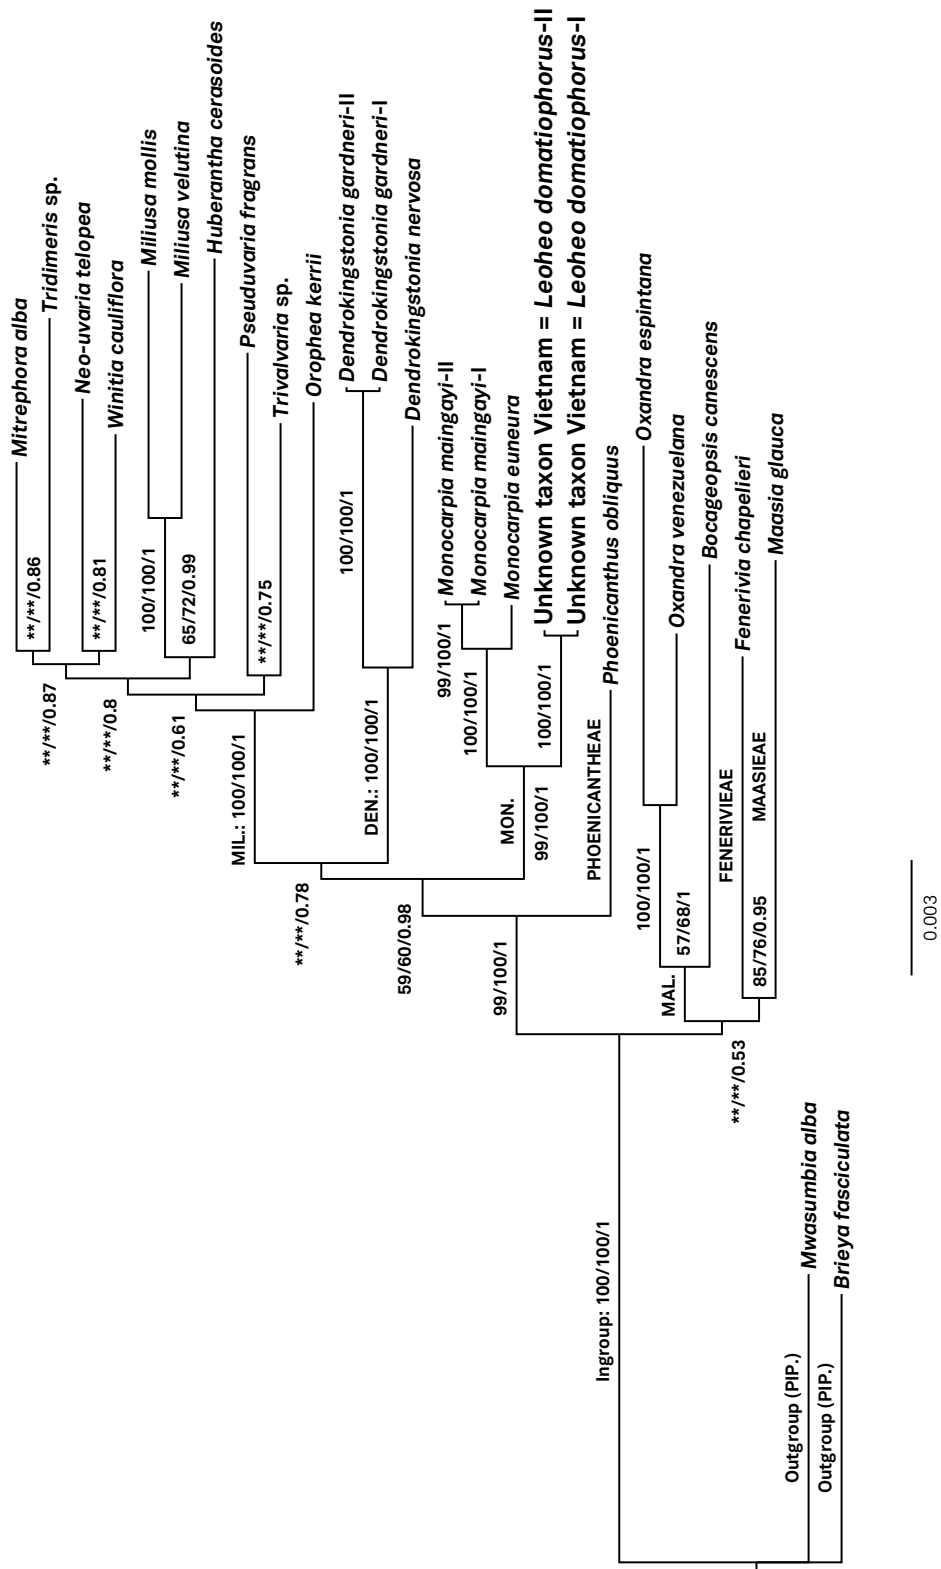 Mitrephora alba
**/**/0.86
Tridimeris sp.
**/**/0.87
Neo-uvaria telopea
**/**/0.81
Winitia cauliflora
**/**/0.8
Miliusa mollis
100/100/1
Miliusa velutina
65/72/0.99
Huberantha cerasoides
**/**/0.61
Pseuduvaria fragrans
**/**/0.75
Trivalvaria sp.
MIL.: 100/100/1
Orophea kerrii
Dendrokingstonia gardneri-II
100/100/1
Dendrokingstonia gardneri-I
DEN.: 100/100/1
Dendrokingstonia nervosa
**/**/0.78
Monocarpia maingayi-II
99/100/1
Monocarpia maingayi-I
100/100/1
Monocarpia euneura
59/60/0.98
MON.
99/100/1
Unknown taxon Vietnam = Leoheo domatiophorus-II
100/100/1
Unknown taxon Vietnam = Leoheo domatiophorus-I
99/100/1
PHOENICANTHEAE
Phoenicanthus obliquus
Oxandra espintana
100/100/1
Oxandra venezuelana
MAL.
57/68/1
Bocageopsis canescens
FENERIVIEAE
Fenerivia chapelieri
85/76/0.95
MAASIEAE
Maasia glauca
**/**/0.53
Ingroup: 100/100/1
Outgroup (PIP.)
Mwasumbia alba
Outgroup (PIP.)
Brieya fasciculata
0.003